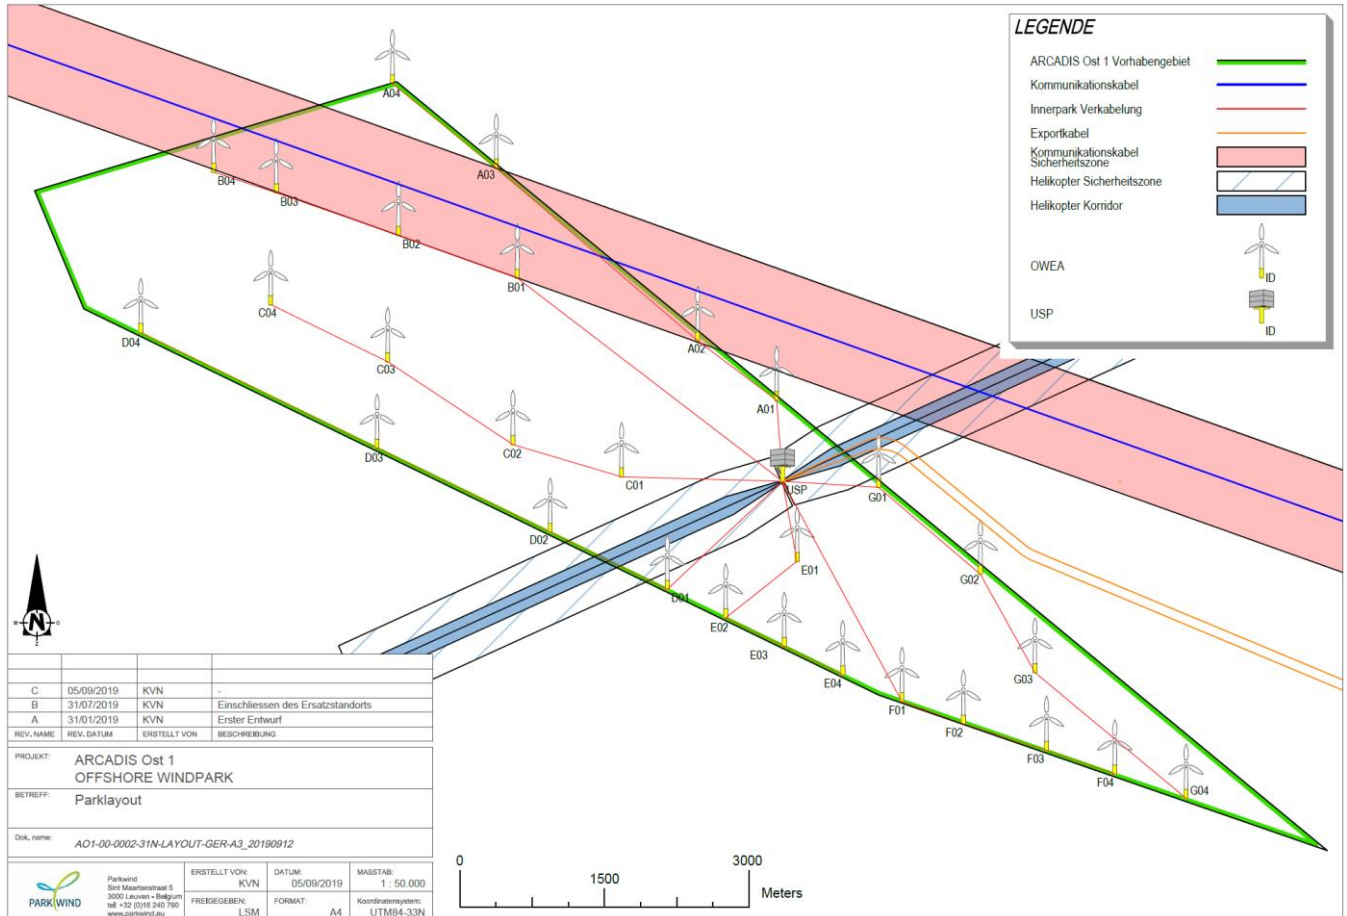 LEGENDE
ARCADIS Ost 1 Vorhabengebiet
Kommunikationskabel
Innerpark Verkabelung
Exportkabel
Kommunikationskabel
Sicherheitszone
Helikopter Sicherheitszone
Helikopter Korridor
OWEA
ID
USP
ID
A04
A03
B04
B03
B02
B01
C04
D04
A02
C03
A01
D03
C02
C01
USP
G01
D02
E01
G02
D01
E02
E03
G03
E04
F01
F02
F03
F04
G04
N
C 05/09/2019 KVN -
B 31/07/2019 KVN Einschliessen des Ersatzstandorts
A 31/01/2019 KVN Erster Entwurf
REV. NAME REV. DATUM ERSTELLT VON BESCHREIBUNG
PROJEKT: ARCADIS Ost 1
OFFSHORE WINDPARK
BETREFF: Parklayout
Dok. name: AO1-00-0002-31N-LAYOUT-GER-A3_20190912
PARKWIND
Parkwind
Sint Maartenstraat 5
3000 Leuven - Belgium
tel: +32 (0)16 240 790
www.parkwind.eu
ERSTELLT VON: KVN
DATUM: 05/09/2019
MASSTAB: 1 : 50.000
FREIGEGEBEN: LSM
FORMAT: A4
Koordinatensystem: UTM84-33N
0 1500 3000
Meters